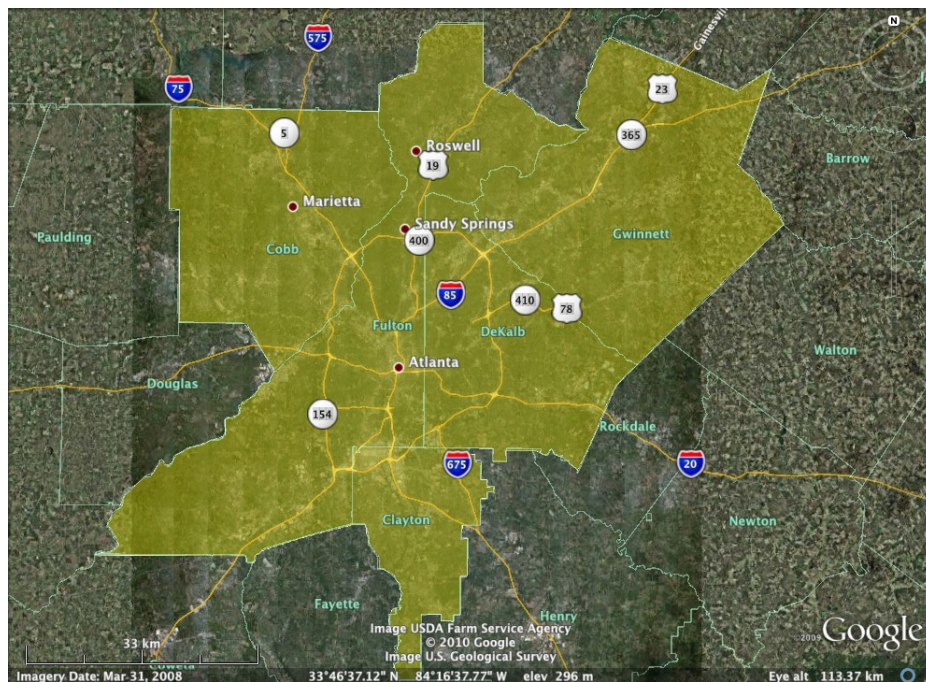 N
575
Gainesvil
75
23
5
365
Roswell
19
Barrow
Marietta
Sandy Springs
Paulding
Cobb
400
Gwinnett
85
410
78
Fulton
DeKalb
Walton
Atlanta
Douglas
154
Rockdale
675
20
Clayton
Newton
Fayette
Henry
33 km
Image USDA Farm Service Agency
© 2010 Google
Image U.S. Geological Survey
©2009 Google
Coweta
Imagery Date: Mar 31, 2008
33°46'37.12" N 84°16'37.77" W elev 296 m
Eye alt 113.37 km